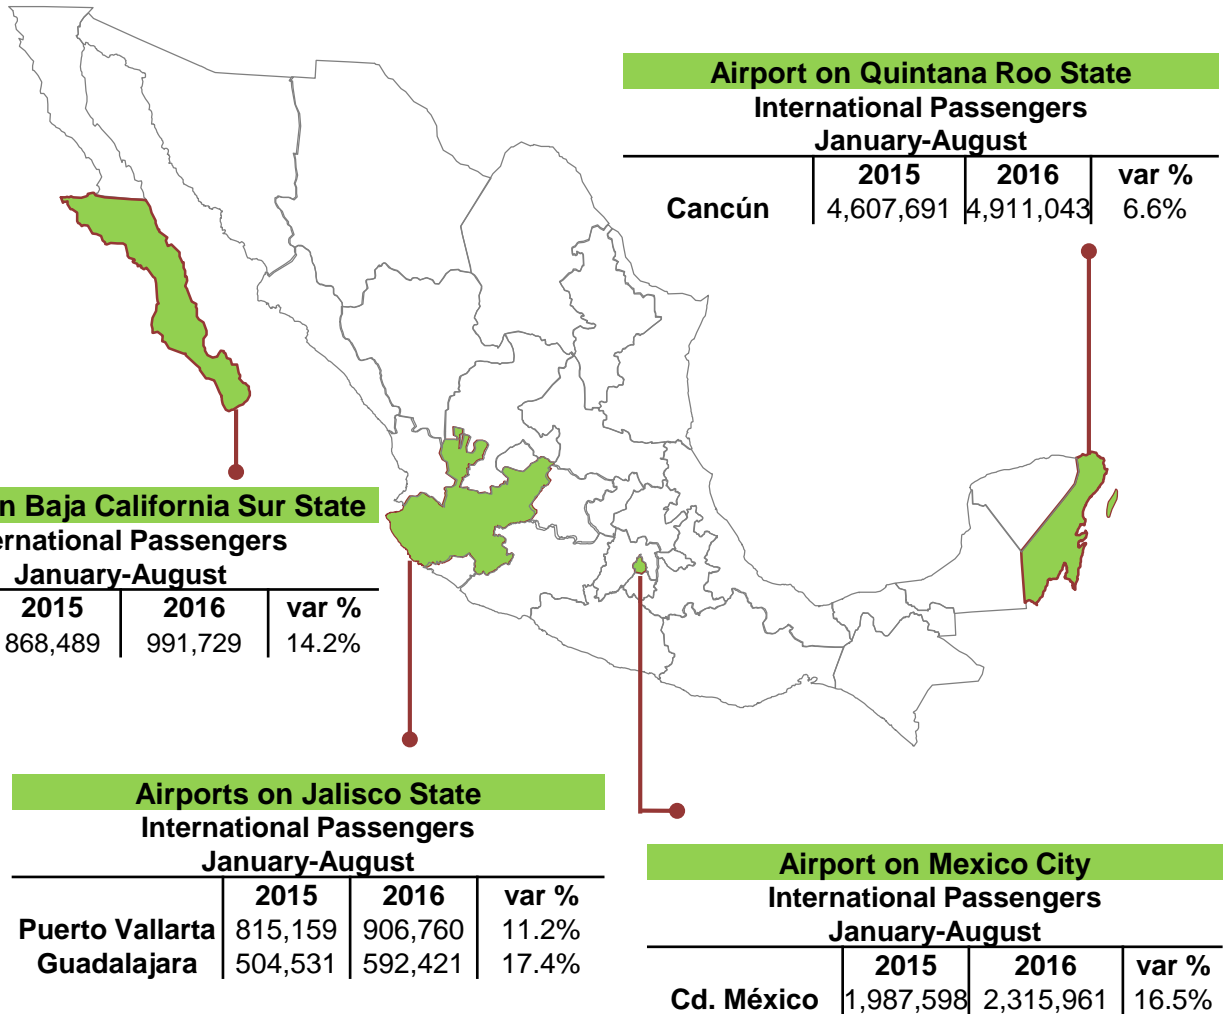 Airport on Quintana Roo State
International Passengers
January-August
2015 2016 var %
Cancún 4,607,691 4,911,043 6.6%
Baja California Sur State
Passengers
January-August
2015 2016 var %
868,489 991,729 14.2%
Airports on Jalisco State
International Passengers
January-August
2015 2016 var %
Puerto Vallarta 815,159 906,760 11.2%
Guadalajara 504,531 592,421 17.4%
Airport on Mexico City
International Passengers
January-August
2015 2016 var %
Cd. México 1,987,598 2,315,961 16.5%